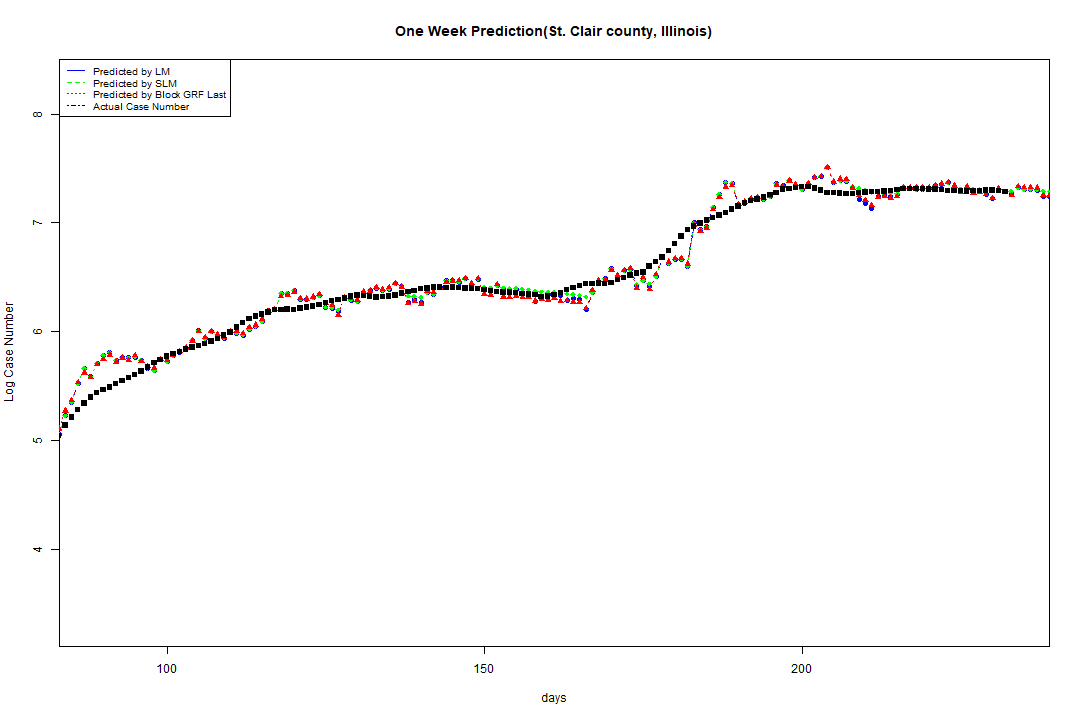 One Week Prediction(St. Clair county, Illinois)
Predicted by LM
Predicted by SLM
Predicted by Block GRF Last
Actual Case Number
8
7
6
5
4
Log Case Number
100 150 200
days